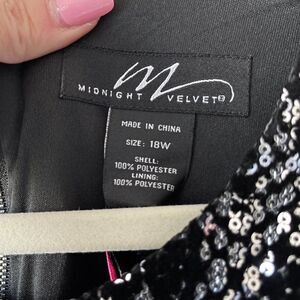 MIDNIGHT VELVET®
MADE IN CHINA
SIZE: 18W
SHELL:
100% POLYESTER
LINING:
100% POLYESTER